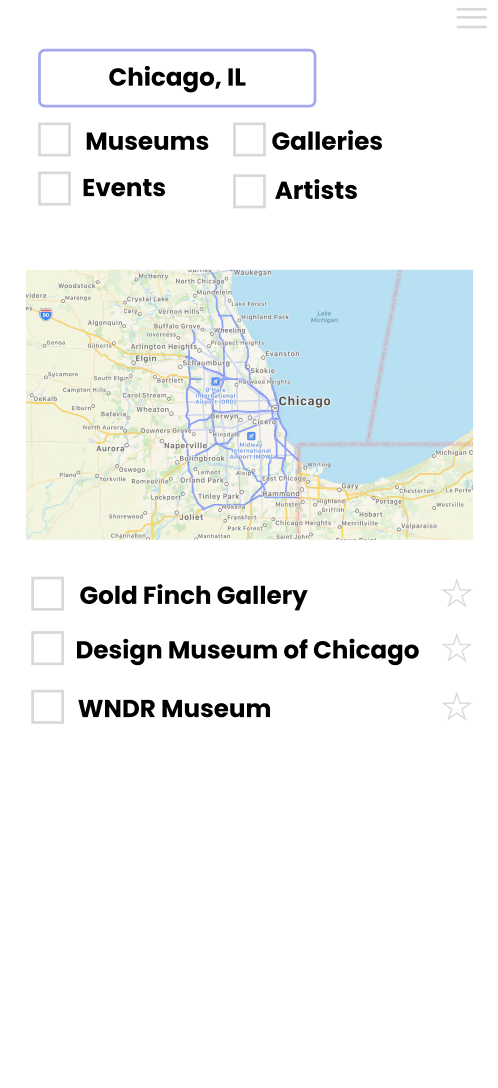 Chicago, IL
Museums
Galleries
Events
Artists
McHenry
Waukegan
North Chicago
Woodstock
Mundelein
Marengo
Crystal Lake
Lake Forest
Cary
Vernon Hills
Highland Park
Lake
Michigan
90
Algonquin
Buffalo Grove
Wheeling
Inverness
Prospect Heights
Genoa
Gilberts
Arlington Heights
Elgin
Evanston
Schaumburg
Skokie
Sycamore
South Elgin
Bartlett
Harwood Heights
Campton Hills
O'Hare
International
Airport (ORD)
DeKalb
Carol Stream
Chicago
Elburn
Batavia
Wheaton
Berwyn
Cicero
North Aurora
Downers Grove
Hinsdale
Aurora
Naperville
Midway
International
Airport (MDW)
Michigan C
Bolingbrook
Oswego
Lemont
Alsip
Whiting
Plano
Yorkville
Romeoville
Orland Park
East Chicago
Gary
Chesterton
La Porte
Lockport
Tinley Park
Hammond
Portage
Munster
Highland
Westville
Mokena
Griffith
Shorewood
Joliet
Frankfort
Hobart
Park Forest
Chicago Heights
Merrillville
Valparaiso
Channahon
Manhattan
Saint John
Gold Finch Gallery
Design Museum of Chicago
WNDR Museum